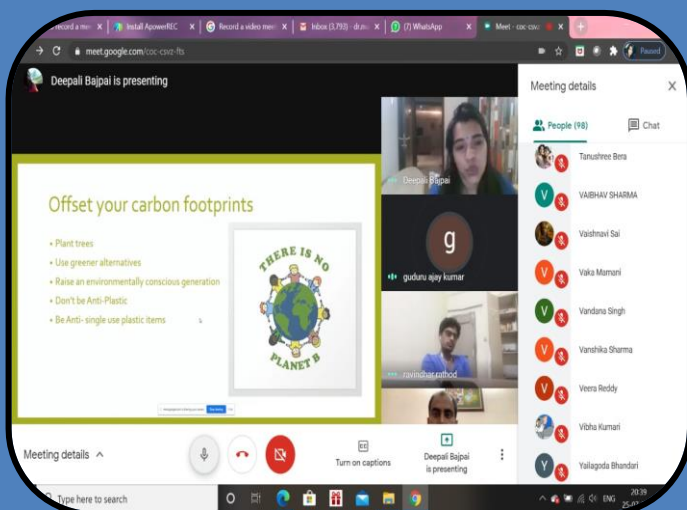 Install ApowerREC
Record a video mee
Inbox (3,793) - dr.
(7) WhatsApp
Meet - coc-csvz-
meet.google.com/coc-csvz-fts
Paused
Deepali Bajpai is presenting
Offset your carbon footprints
• Plant trees
• Use greener alternatives
• Raise an environmentally conscious generation
• Don't be Anti-Plastic
• Be Anti- single use plastic items
THERE IS NO
PLANET B
Deepali Bajpai
g
guduru ajay kumar
ravindhar rathod
Meeting details
X
People (98)
Chat
Tanushree Bera
V
VAIBHAV SHARMA
Vaishnavi Sai
V
Vaka Mamani
V
Vandana Singh
V
Vanshika Sharma
V
Veera Reddy
Vibha Kumari
Y
Yailagoda Bhandari
Meeting details
Turn on captions
Deepali Bajpai
is presenting
Type here to search
ENG
20:39